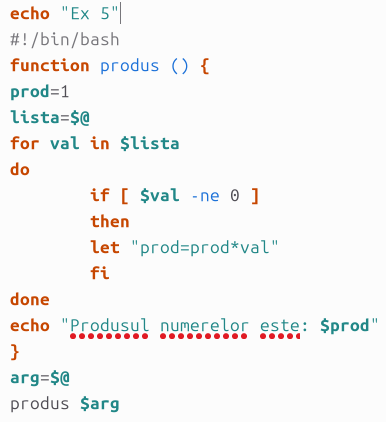 echo "Ex 5"
#!/bin/bash
function produs () {
prod=1
lista=$@
for val in $lista
do
        if [ $val -ne 0 ]
        then
        let "prod=prod*val"
        fi
done
echo "Produsul numerelor este: $prod"
}
arg=$@
produs $arg